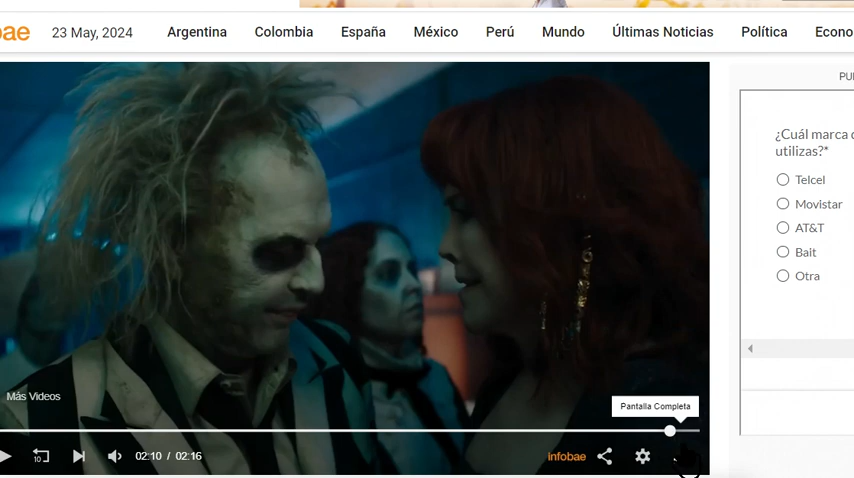 bae 23 May, 2024 Argentina Colombia España México Perú Mundo Últimas Noticias Política Econo
PU
¿Cuál marca
utilizas?*
Telcel
Movistar
AT&T
Bait
Otra
Más Videos
Pantalla Completa
10
02:10 / 02:16
infobae